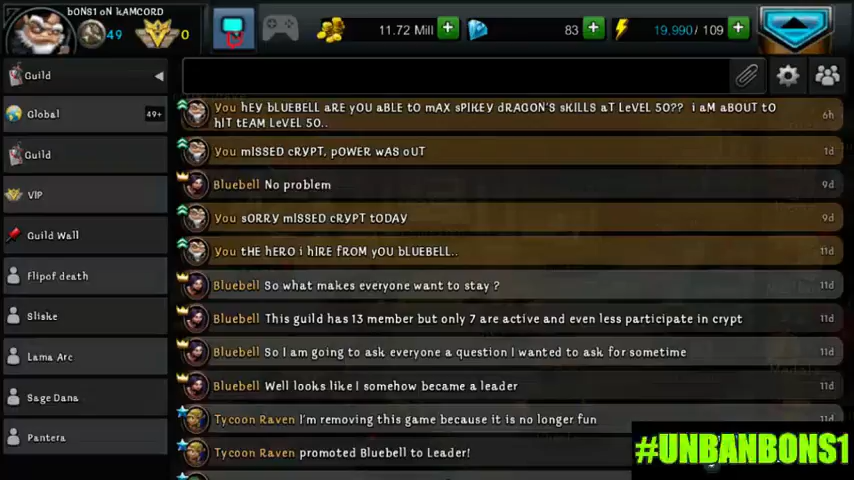 bONS1 oN kAMCORD
49
0
11.72 Mill
83
19,990/ 109
Guild
Global
49+
Guild
VIP
Guild Wall
Flipof death
Sliske
Lama Arc
Sage Dana
Pantera
You hEY bLUEBELL aRE yOU aBLE tO mAX sPIKEY dRAGON'S sKILLS aT LeVEL 50?? i aM aBOUT tO
hIT tEAM LeVEL 50..
6h
You mISSED cRYPT, pOWER wAS oUT
1d
Bluebell No problem
9d
You sORRY mISSED cRYPT tODAY
9d
You tHE hERO i hIRE fROM yOU bLUEBELL..
11d
Bluebell So what makes everyone want to stay ?
11d
Bluebell This guild has 13 member but only 7 are active and even less participate in crypt
11d
Bluebell So I am going to ask everyone a question I wanted to ask for sometime
11d
Bluebell Well looks like I somehow became a leader
11d
Tycoon Raven I'm removing this game because it is no longer fun
11d
Tycoon Raven promoted Bluebell to Leader!
#UNBANBONS1